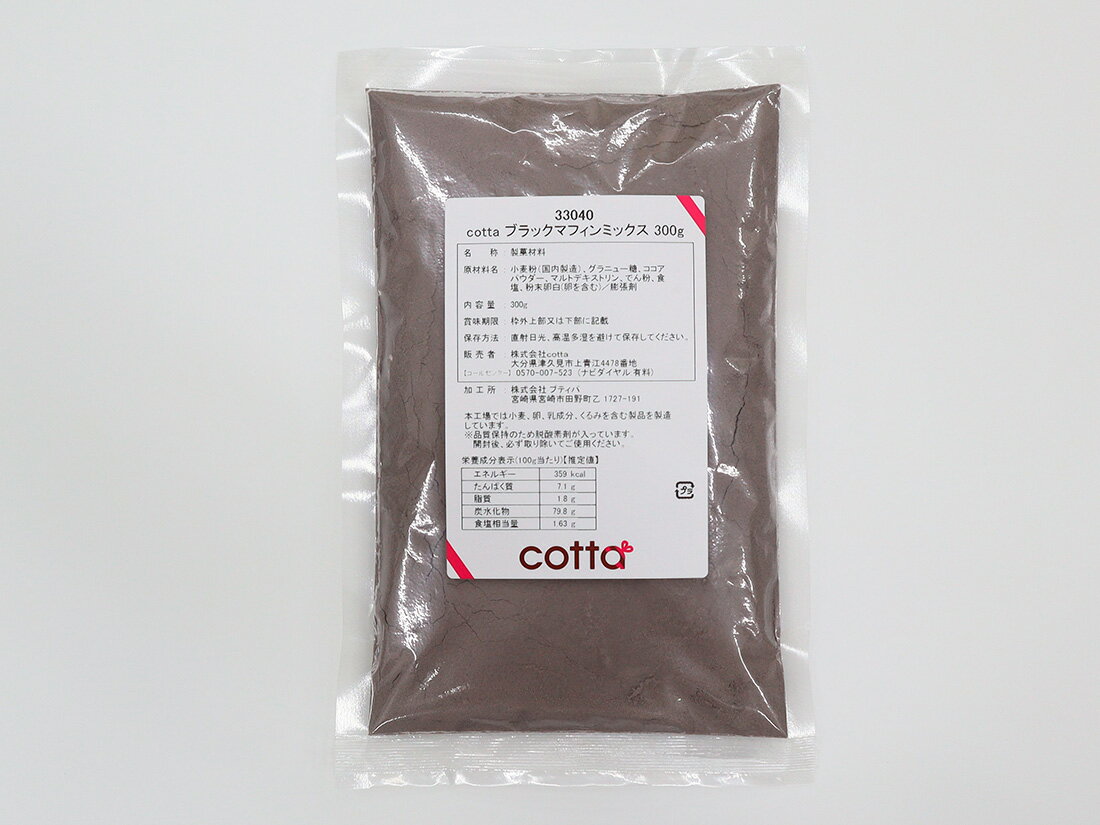 33040
cotta ブラックマフィンミックス 300g
名 称 : 製菓材料
原材料名 : 小麦粉(国内製造)、グラニュー糖、ココア
パウダー、マルトデキストリン、でん粉、食
塩、粉末卵白(卵を含む)/膨張剤
内容量 : 300g
賞味期限 : 枠外上部又は下部に記載
保存方法 : 直射日光、高温多湿を避けて保存してください。
販売者 : 株式会社cotta
大分県津久見市上青江4478番地
【コールセンター】 0570-007-523 (ナビダイヤル 有料)
加工所 : 株式会社 プティパ
宮崎県宮崎市田野町乙 1727-191
本工場では小麦、卵、乳成分、くるみを含む製品を製造
しています。
※品質保持のため脱酸素剤が入っています。
開封後、必ず取り除いてご使用ください。
栄養成分表示(100g当たり)【推定値】
エネルギー 359 kcal
たんぱく質 7.1 g
脂質 1.8 g
炭水化物 79.8 g
食塩相当量 1.63 g
プラ
cotta